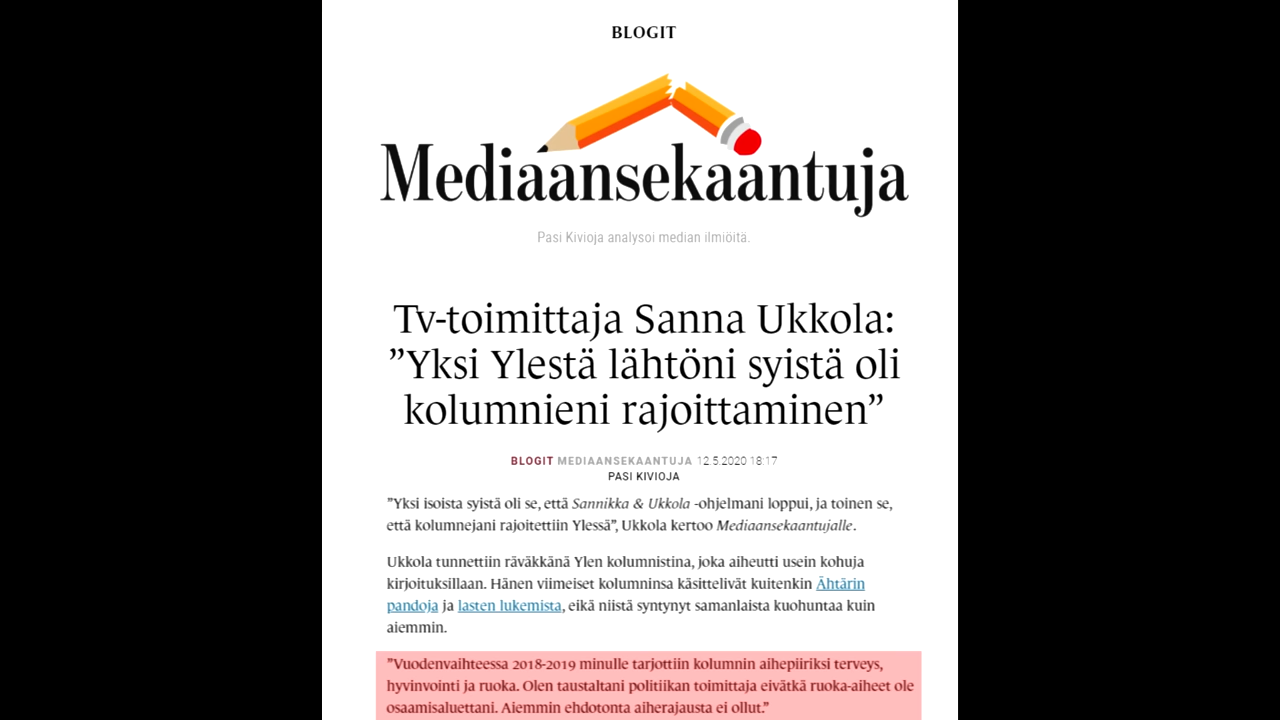 BLOGIT
Mediaansekaantuja
Pasi Kivioja analysoi median ilmiöitä.
Tv-toimittaja Sanna Ukkola:
”Yksi Ylestä lähtöni syistä oli
kolumnieni rajoittaminen”
BLOGIT MEDIAANSEKAANTUJA 12.5.2020 18:17
PASI KIVIOJA
”Yksi isoista syistä oli se, että Sannikka & Ukkola -ohjelmani loppui, ja toinen se,
että kolumnejani rajoitettiin Ylessä”, Ukkola kertoo Mediaansekaantujalle.
Ukkola tunnettiin räväkkänä Ylen kolumnistina, joka aiheutti usein kohuja
kirjoituksillaan. Hänen viimeiset kolumninsa käsittelivät kuitenkin Ähtärin
pandoja ja lasten lukemista, eikä niistä syntynyt samanlaista kuohuntaa kuin
aiemmin.
”Vuodenvaihteessa 2018-2019 minulle tarjottiin kolumnin aihepiiriksi terveys,
hyvinvointi ja ruoka. Olen taustaltani politiikan toimittaja eivätkä ruoka-aiheet ole
osaamisaluettani. Aiemmin ehdotonta aiherajausta ei ollut.”